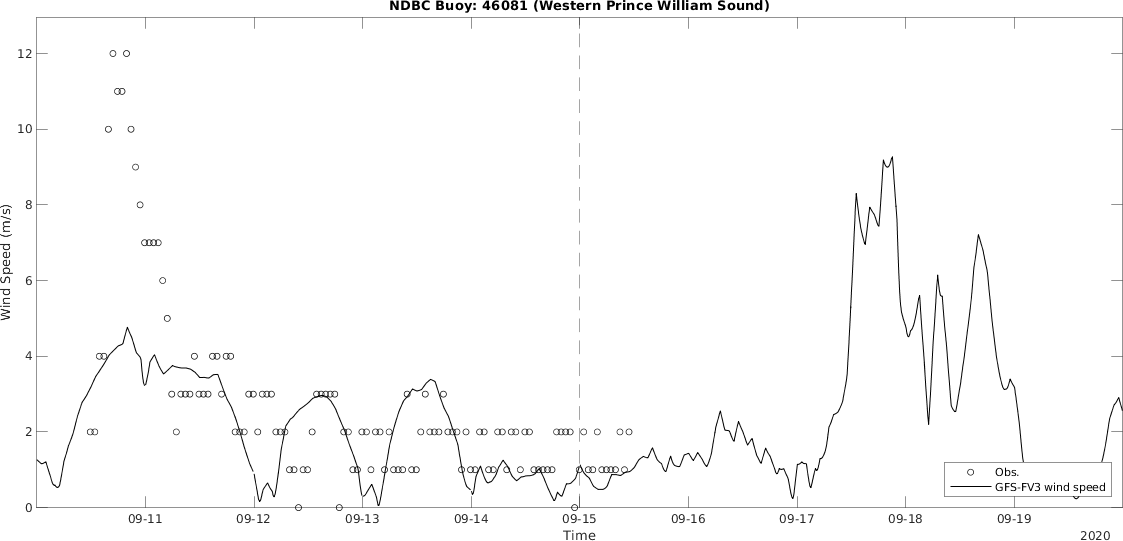 NDBC Buoy: 46081 (Western Prince William Sound)
Wind Speed (m/s)
12
10
8
6
4
2
0
Obs.
GFS-FV3 wind speed
09-11 09-12 09-13 09-14 09-15 09-16 09-17 09-18 09-19
Time
2020